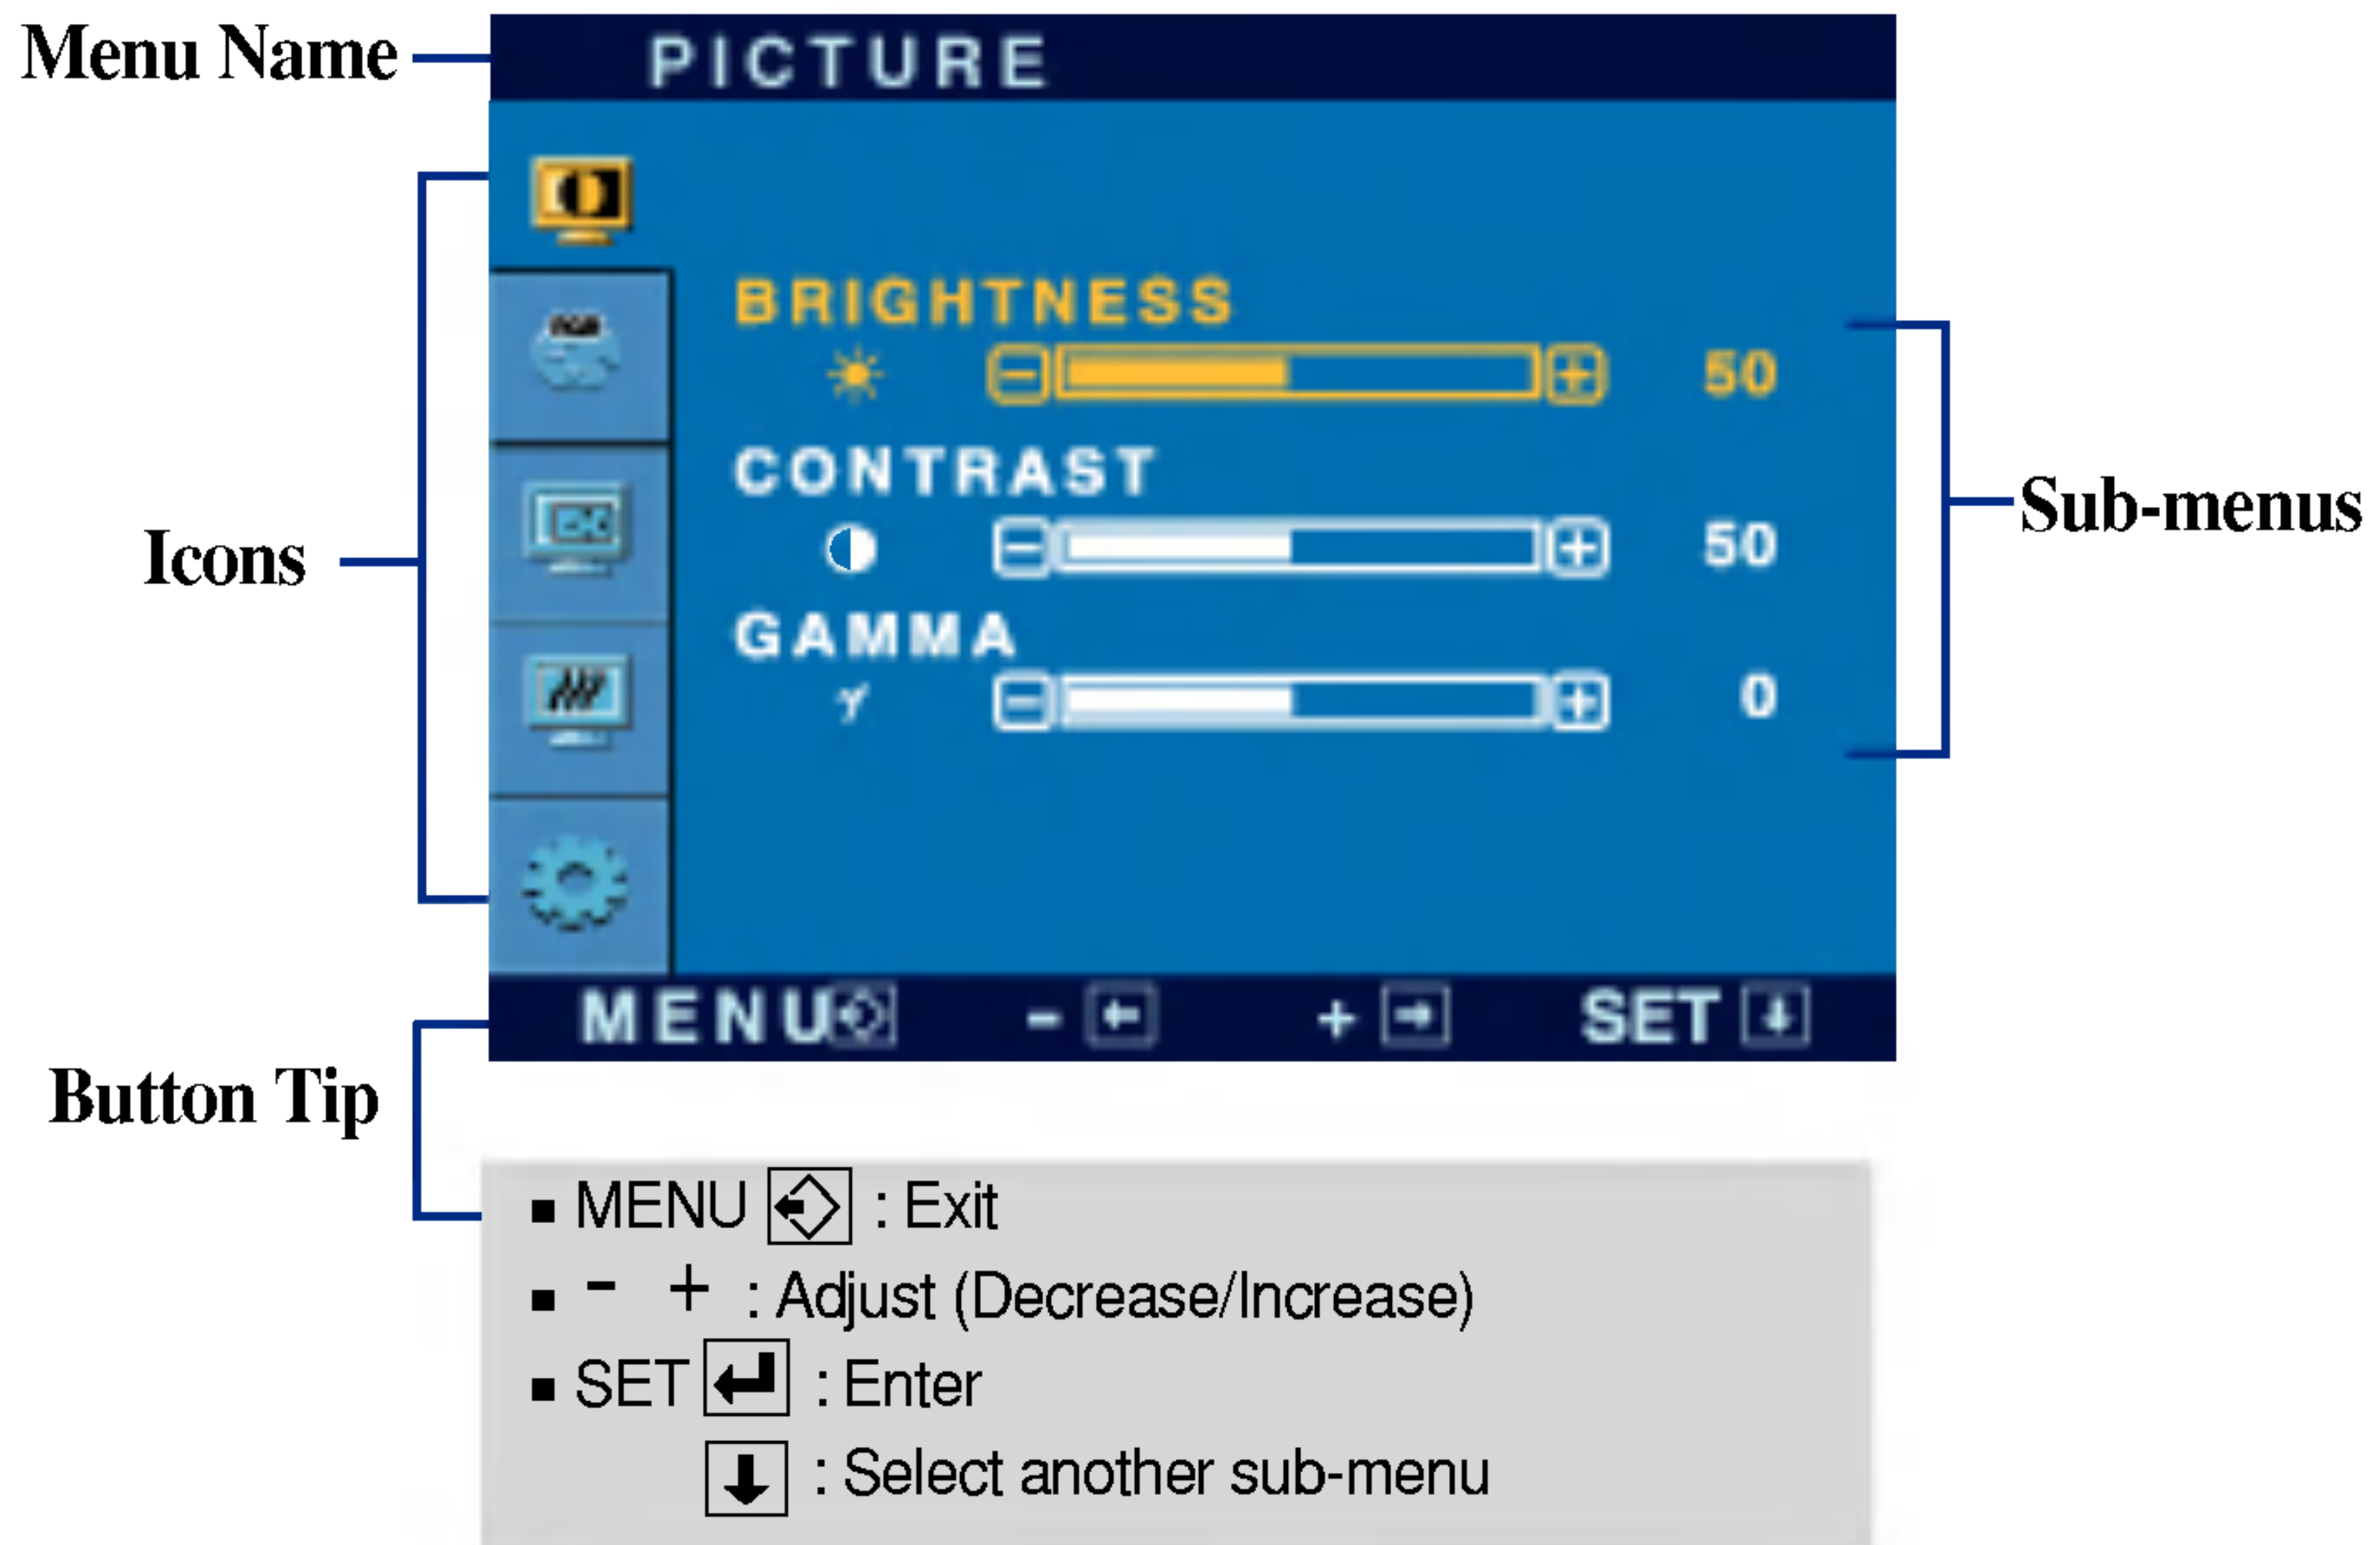 Menu Name
PICTURE
BRIGHTNESS
50
CONTRAST
50
GAMMA
0
Icons
Sub-menus
MENU - + SET
Button Tip
■ MENU : Exit
■ - + : Adjust (Decrease/Increase)
■ SET : Enter
: Select another sub-menu